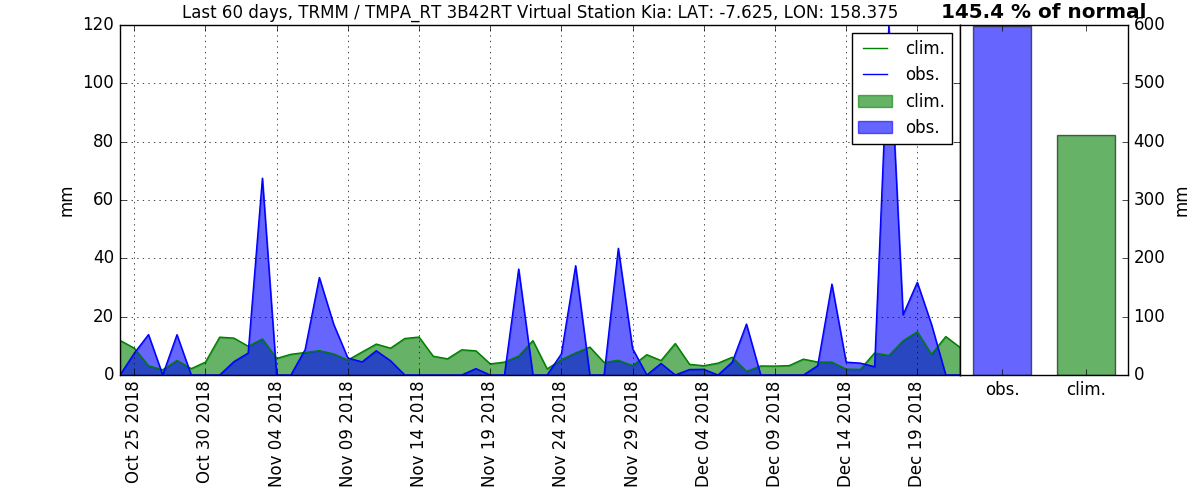 Last 60 days, TRMM / TMPA_RT 3B42RT Virtual Station Kia: LAT: -7.625, LON: 158.375
145.4 % of normal
120
100
80
60
40
20
0
mm
clim.
obs.
clim.
obs.
600
500
400
300
200
100
0
mm
obs.
clim.
Oct 25 2018
Oct 30 2018
Nov 04 2018
Nov 09 2018
Nov 14 2018
Nov 19 2018
Nov 24 2018
Nov 29 2018
Dec 04 2018
Dec 09 2018
Dec 14 2018
Dec 19 2018